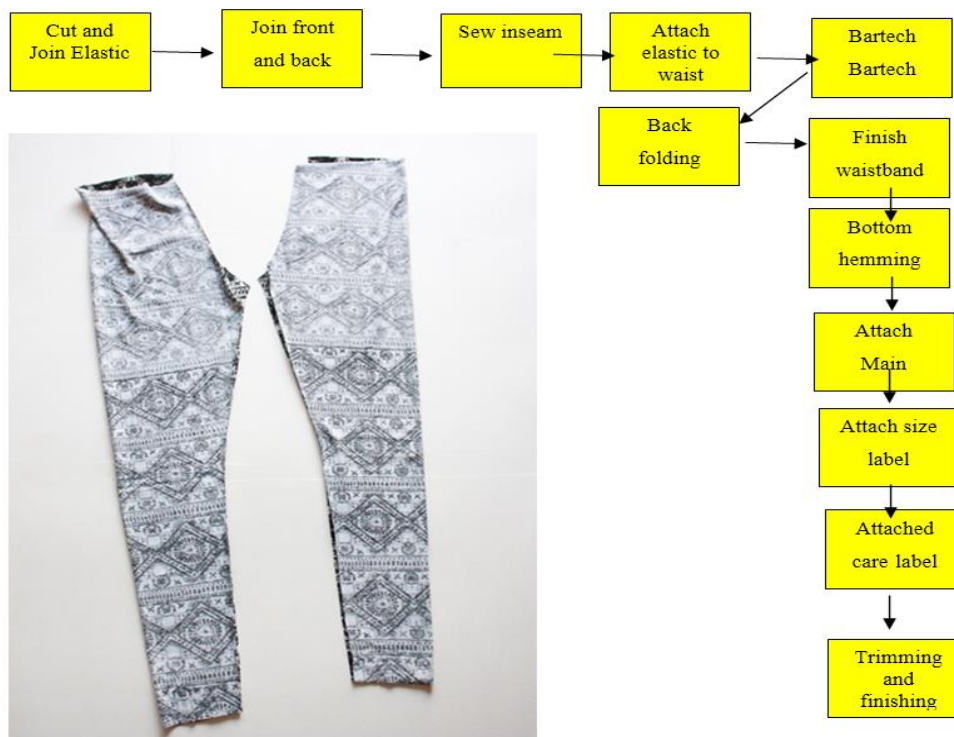 Cut and
Join Elastic
Join front
and back
Sew inseam
Attach
elastic to
waist
Bartech
Bartech
Back
folding
Finish
waistband
Bottom
hemming
Attach
Main
Attach size
label
Attached
care label
Trimming
and
finishing